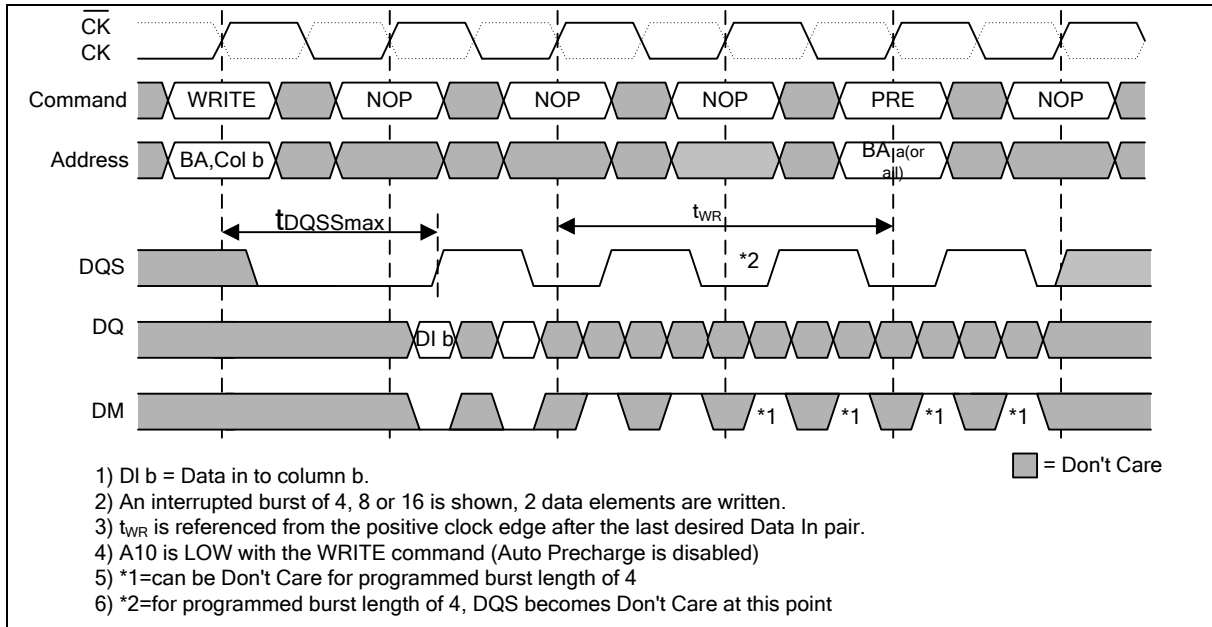 CK
CK
Command WRITE NOP NOP NOP PRE NOP
Address BA,Col b BA a(or
all)
tDQSSmax tWR
DQS *2
DQ DI b
DM *1 *1 *1 *1
= Don't Care
1) DI b = Data in to column b.
2) An interrupted burst of 4, 8 or 16 is shown, 2 data elements are written.
3) tWR is referenced from the positive clock edge after the last desired Data In pair.
4) A10 is LOW with the WRITE command (Auto Precharge is disabled)
5) *1=can be Don't Care for programmed burst length of 4
6) *2=for programmed burst length of 4, DQS becomes Don't Care at this point